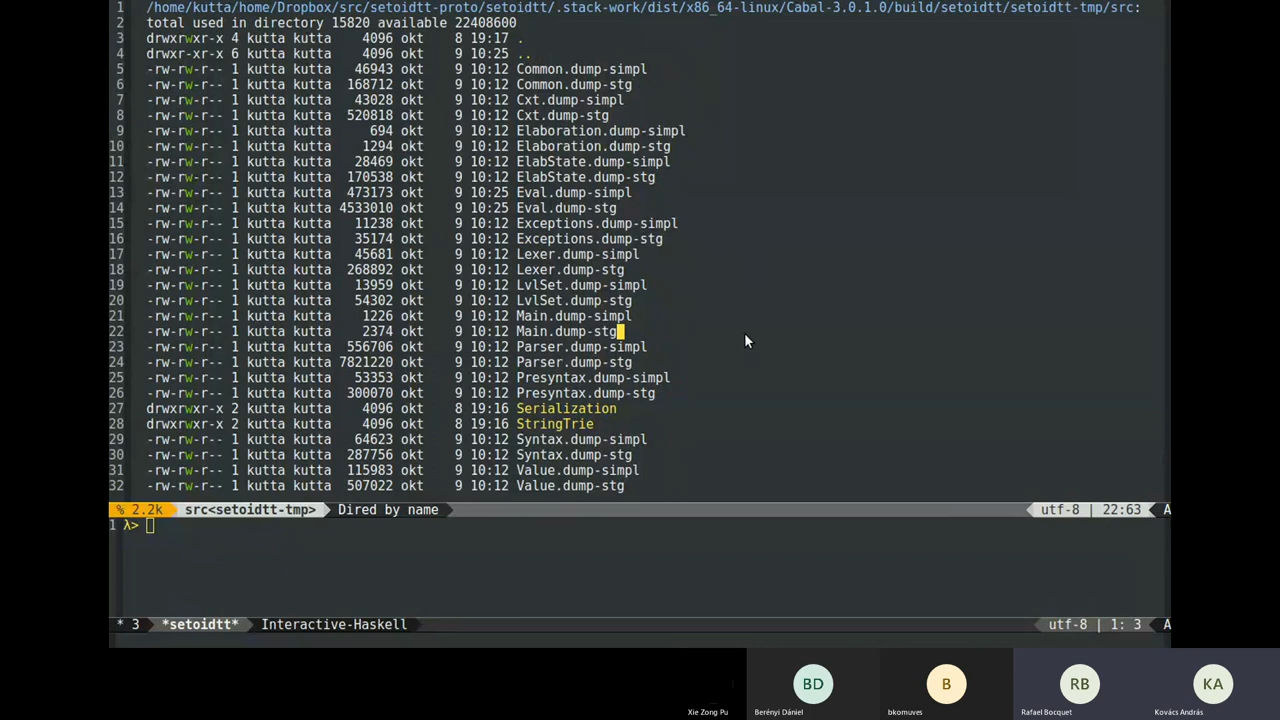 1 /home/kutta/home/Dropbox/src/setoidtt-proto/setoidtt/.stack-work/dist/x86_64-linux/Cabal-3.0.1.0/build/setoidtt/setoidtt-tmp/src:
2 total used in directory 15820 available 22408600
3 drwxrwxr-x 4 kutta kutta 4096 okt 8 19:17 .
4 drwxr-xr-x 6 kutta kutta 4096 okt 9 10:25 ..
5 -rw-rw-r-- 1 kutta kutta 46943 okt 9 10:12 Common.dump-simpl
6 -rw-rw-r-- 1 kutta kutta 168712 okt 9 10:12 Common.dump-stg
7 -rw-rw-r-- 1 kutta kutta 43028 okt 9 10:12 Cxt.dump-simpl
8 -rw-rw-r-- 1 kutta kutta 520818 okt 9 10:12 Cxt.dump-stg
9 -rw-rw-r-- 1 kutta kutta 694 okt 9 10:12 Elaboration.dump-simpl
10 -rw-rw-r-- 1 kutta kutta 1294 okt 9 10:12 Elaboration.dump-stg
11 -rw-rw-r-- 1 kutta kutta 28469 okt 9 10:12 ElabState.dump-simpl
12 -rw-rw-r-- 1 kutta kutta 170538 okt 9 10:12 ElabState.dump-stg
13 -rw-rw-r-- 1 kutta kutta 473173 okt 9 10:25 Eval.dump-simpl
14 -rw-rw-r-- 1 kutta kutta 4533010 okt 9 10:25 Eval.dump-stg
15 -rw-rw-r-- 1 kutta kutta 11238 okt 9 10:12 Exceptions.dump-simpl
16 -rw-rw-r-- 1 kutta kutta 35174 okt 9 10:12 Exceptions.dump-stg
17 -rw-rw-r-- 1 kutta kutta 45681 okt 9 10:12 Lexer.dump-simpl
18 -rw-rw-r-- 1 kutta kutta 268892 okt 9 10:12 Lexer.dump-stg
19 -rw-rw-r-- 1 kutta kutta 13959 okt 9 10:12 LvlSet.dump-simpl
20 -rw-rw-r-- 1 kutta kutta 54302 okt 9 10:12 LvlSet.dump-stg
21 -rw-rw-r-- 1 kutta kutta 1226 okt 9 10:12 Main.dump-simpl
22 -rw-rw-r-- 1 kutta kutta 2374 okt 9 10:12 Main.dump-stg
23 -rw-rw-r-- 1 kutta kutta 556706 okt 9 10:12 Parser.dump-simpl
24 -rw-rw-r-- 1 kutta kutta 7821220 okt 9 10:12 Parser.dump-stg
25 -rw-rw-r-- 1 kutta kutta 53353 okt 9 10:12 Presyntax.dump-simpl
26 -rw-rw-r-- 1 kutta kutta 300070 okt 9 10:12 Presyntax.dump-stg
27 drwxrwxr-x 2 kutta kutta 4096 okt 8 19:16 Serialization
28 drwxrwxr-x 2 kutta kutta 4096 okt 8 19:16 StringTrie
29 -rw-rw-r-- 1 kutta kutta 64623 okt 9 10:12 Syntax.dump-simpl
30 -rw-rw-r-- 1 kutta kutta 287756 okt 9 10:12 Syntax.dump-stg
31 -rw-rw-r-- 1 kutta kutta 115983 okt 9 10:12 Value.dump-simpl
32 -rw-rw-r-- 1 kutta kutta 507022 okt 9 10:12 Value.dump-stg
% 2.2k src<setoidtt-tmp> Dired by name utf-8 | 22:63 A
1 λ>
* 3 *setoidtt* Interactive-Haskell utf-8 | 1: 3 A
BD B RB KA
Xie Zong Pu Berényi Dániel bkomuves Rafael Bocquet Kovács András